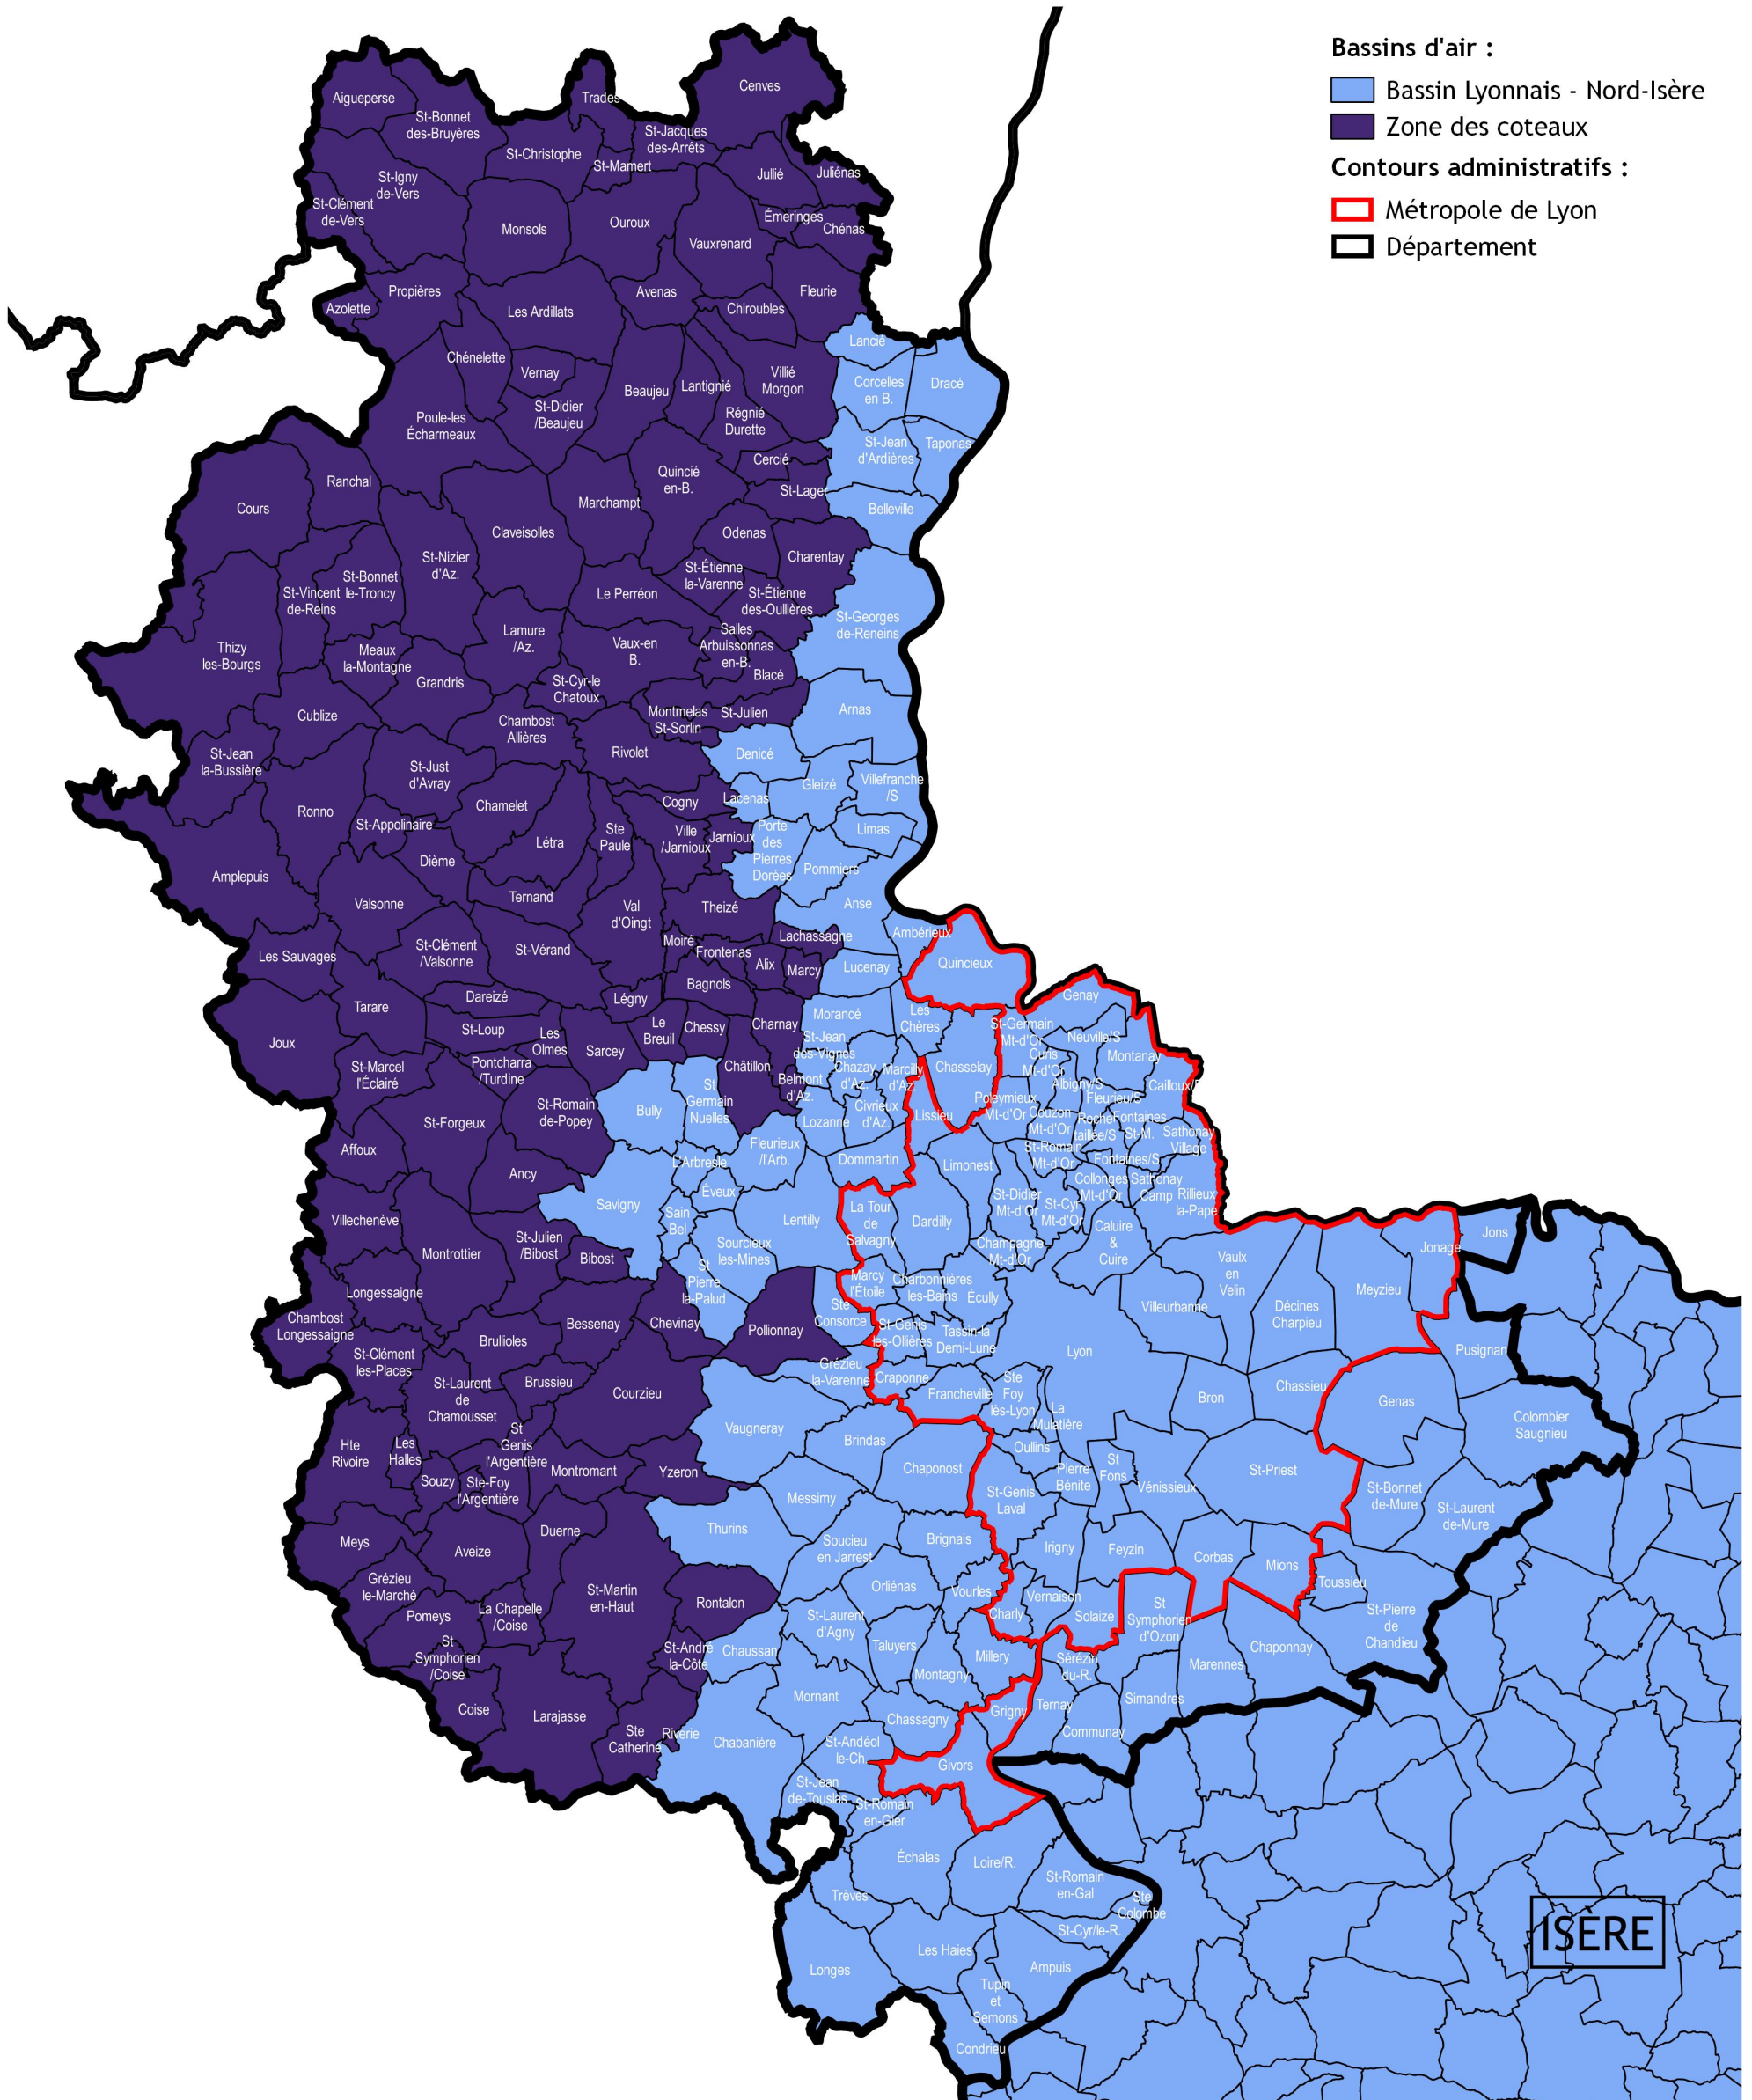 Bassins d'air :
Bassin Lyonnais - Nord-Isère
Zone des coteaux
Contours administratifs :
Métropole de Lyon
Département
Cenves
Aigueperse
Trades
St-Bonnet
des-Bruyères
St-Jacques
des-Arrêts
St-Christophe
St-Mamert
Jullié
Juliénas
St-Igny
de-Vers
St-Clément
de-Vers
Monsols
Ouroux
Émeringes
Chénas
Vauxrenard
Propières
Azolette
Les Ardillats
Avenas
Chiroubles
Fleurie
Lancié
Chénelette
Vernay
Beaujeu
Lantignié
Villié
Morgon
Corcelles
en B.
Dracé
Poule-les
Écharmeaux
St-Didier
/Beaujeu
Régnié
Durette
St-Jean
d'Ardières
Taponas
Cercié
Ranchal
Quincié
en-B.
St-Lager
Cours
Marchampt
Belleville
Claveisolles
Odenas
Charentay
St-Nizier
d'Az.
St-Bonnet
le-Troncy
St-Vincent
de-Reins
Le Perréon
St-Étienne
la-Varenne
St-Étienne
des-Oullières
St-Georges
de-Reneins
Thizy
les-Bourgs
Meaux
la-Montagne
Lamure
/Az.
Vaux-en
B.
Salles
Arbuissonnas
en-B.
Blacé
Grandris
St-Cyr-le
Chatoux
Cublize
Chambost
Allières
Montmelas
St-Sorlin
St-Julien
Arnas
St-Jean
la-Bussière
St-Just
d'Avray
Rivolet
Denicé
Gleizé
Villefranche
/S
Ronno
Chamelet
Cogny
Lacenas
St-Appolinaire
Létra
Ste
Paule
Ville
/Jarnioux
Jarnioux
Porte
des
Pierres
Dorées
Limas
Dième
Amplepuis
Pommiers
Valsonne
Ternand
Val
d'Oingt
Theizé
Anse
Les Sauvages
St-Clément
/Valsonne
St-Vérand
Moiré
Frontenas
Lachassagne
Ambérieux
Alix
Marcy
Lucenay
Quincieux
Bagnols
Tarare
Dareizé
Légny
Genay
Joux
St-Loup
Les
Olmes
Sarcey
Le
Breuil
Chessy
Charnay
Morancé
Les
Chères
St-Germain
Mt-d'Or
Neuville/S
St-Jean
des-Vignes
Curis
Mt-d'Or
Montanay
St-Marcel
l'Éclairé
Pontcharra
/Turdine
Châtillon
Belmont
d'Az.
Chazay
d'Az.
Marcilly
d'Az.
Chasselay
Albigny/S
Fleurieu/S
Poleymieux
Mt-d'Or
St-Romain
de-Popey
Bully
St
Germain
Nuelles
Lozanne
Civrieux
d'Az.
Lissieu
Couzon
Mt-d'Or
Roche
taillée/S
Fontaines
St-M.
Sathonay
Village
St-Forgeux
Affoux
Fleurieux
/l'Arb.
Dommartin
Limonest
St-Romain
Mt-d'Or
Fontaines/S
Ancy
L'Arbresle
Éveux
Savigny
Sain
Bel
Lentilly
La Tour
de
Salvagny
Dardilly
St-Didier
Mt-d'Or
St-Cyr
Mt-d'Or
Collonges
Mt-d'Or
Sathonay
Camp
Rillieux
la-Pape
Villechenève
Montrottier
St-Julien
/Bibost
Bibost
Sourcieux
les-Mines
Caluire
&
Cuire
Jons
Jonage
Champagne
Mt-d'Or
Vaulx
en
Velin
St
Pierre
la-Palud
Longessaigne
Marcy
l'Étoile
Charbonnières
les-Bains
Écully
Meyzieu
Chambost
Longessaigne
Bessenay
Chevinay
Pollionnay
Ste
Consorce
Villeurbanne
Décines
Charpieu
St-Clément
les-Places
Brullioles
St-Genis
les-Ollières
Tassin-la
Demi-Lune
Lyon
Pusignan
Grézieu
la-Varenne
Craponne
St-Laurent
de
Chamousset
Brussieu
Courzieu
Francheville
Ste
Foy
lès-Lyon
Bron
Chassieu
Genas
Colombier
Saugnieu
Vaugneray
La
Mulatière
Brindas
Oullins
Hte
Rivoire
Les
Halles
St
Genis
l'Argentière
Souzy
Ste-Foy
l'Argentière
Montromant
Yzeron
Chaponost
Pierre
Bénite
St
Fons
St-Priest
Vénissieux
Messimy
St-Genis
Laval
St-Bonnet
de-Mure
St-Laurent
de-Mure
Meys
Aveize
Duerne
Thurins
Soucieu
en Jarrest
Brignais
Irigny
Feyzin
Corbas
Mions
Toussieu
Grézieu
le-Marché
St-Martin
en-Haut
Rontalon
Orliénas
Vourles
Vernaison
Charly
Solaize
St
Symphorien
d'Ozon
St-Pierre
de
Chandieu
Pomeys
La Chapelle
/Coise
St-Laurent
d'Agny
Taluyers
Chaponnay
St
Symphorien
/Coise
St-André
la-Côte
Chaussan
Millery
Montagny
Sérézin
du-R.
Marennes
Coise
Larajasse
Mornant
Grigny
Ternay
Simandres
Chassagny
Communay
Ste
Catherine
Riverie
Chabanière
St-Andéol
le-Ch.
Givors
St-Jean
de-Touslas
St-Romain
en-Gier
Échalas
Loire/R.
St-Romain
en-Gal
Trèves
Ste
Colombe
St-Cyr/le-R.
Les Haies
Longes
Ampuis
Tupin
et
Semons
Condrieu
ISÈRE